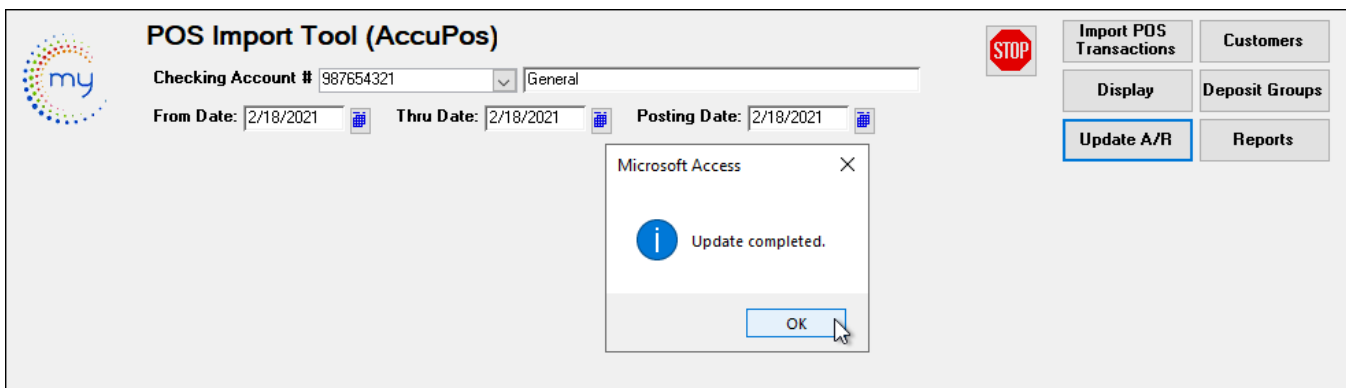 my
POS Import Tool (AccuPos)
STOP
Import POS
Transactions
Customers
Checking Account # 987654321 General
Display
Deposit Groups
From Date: 2/18/2021 Thru Date: 2/18/2021 Posting Date: 2/18/2021
Update A/R
Reports
Microsoft Access
Update completed.
OK